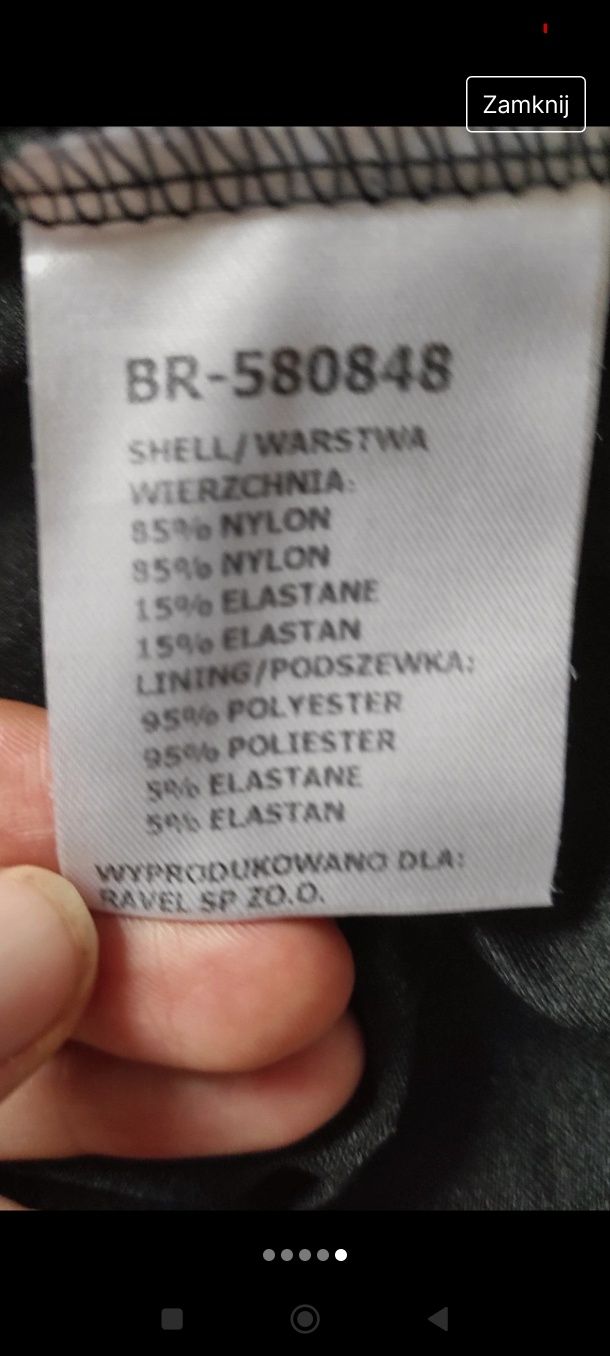 Zamknij
BR-580848
SHELL/WARSTWA
WIERZCHNIA:
85% NYLON
85% NYLON
15% ELASTANE
15% ELASTAN
LINING/PODSZEWKA:
95% POLYESTER
95% POLIESTER
5% ELASTANE
5% ELASTAN
WYPRODUKOWANO DLA:
RAVEL SP ZO.O.